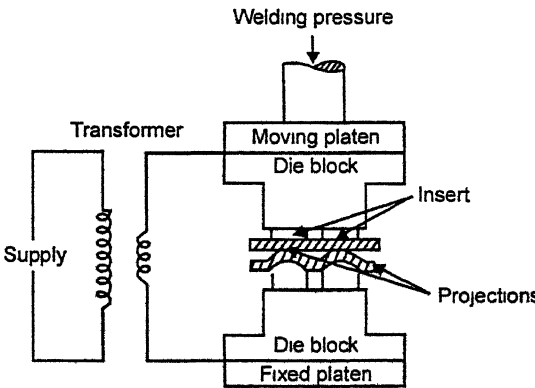 Welding pressure
Transformer
Moving platen
Die block
Insert
Supply
Projections
Die block
Fixed platen